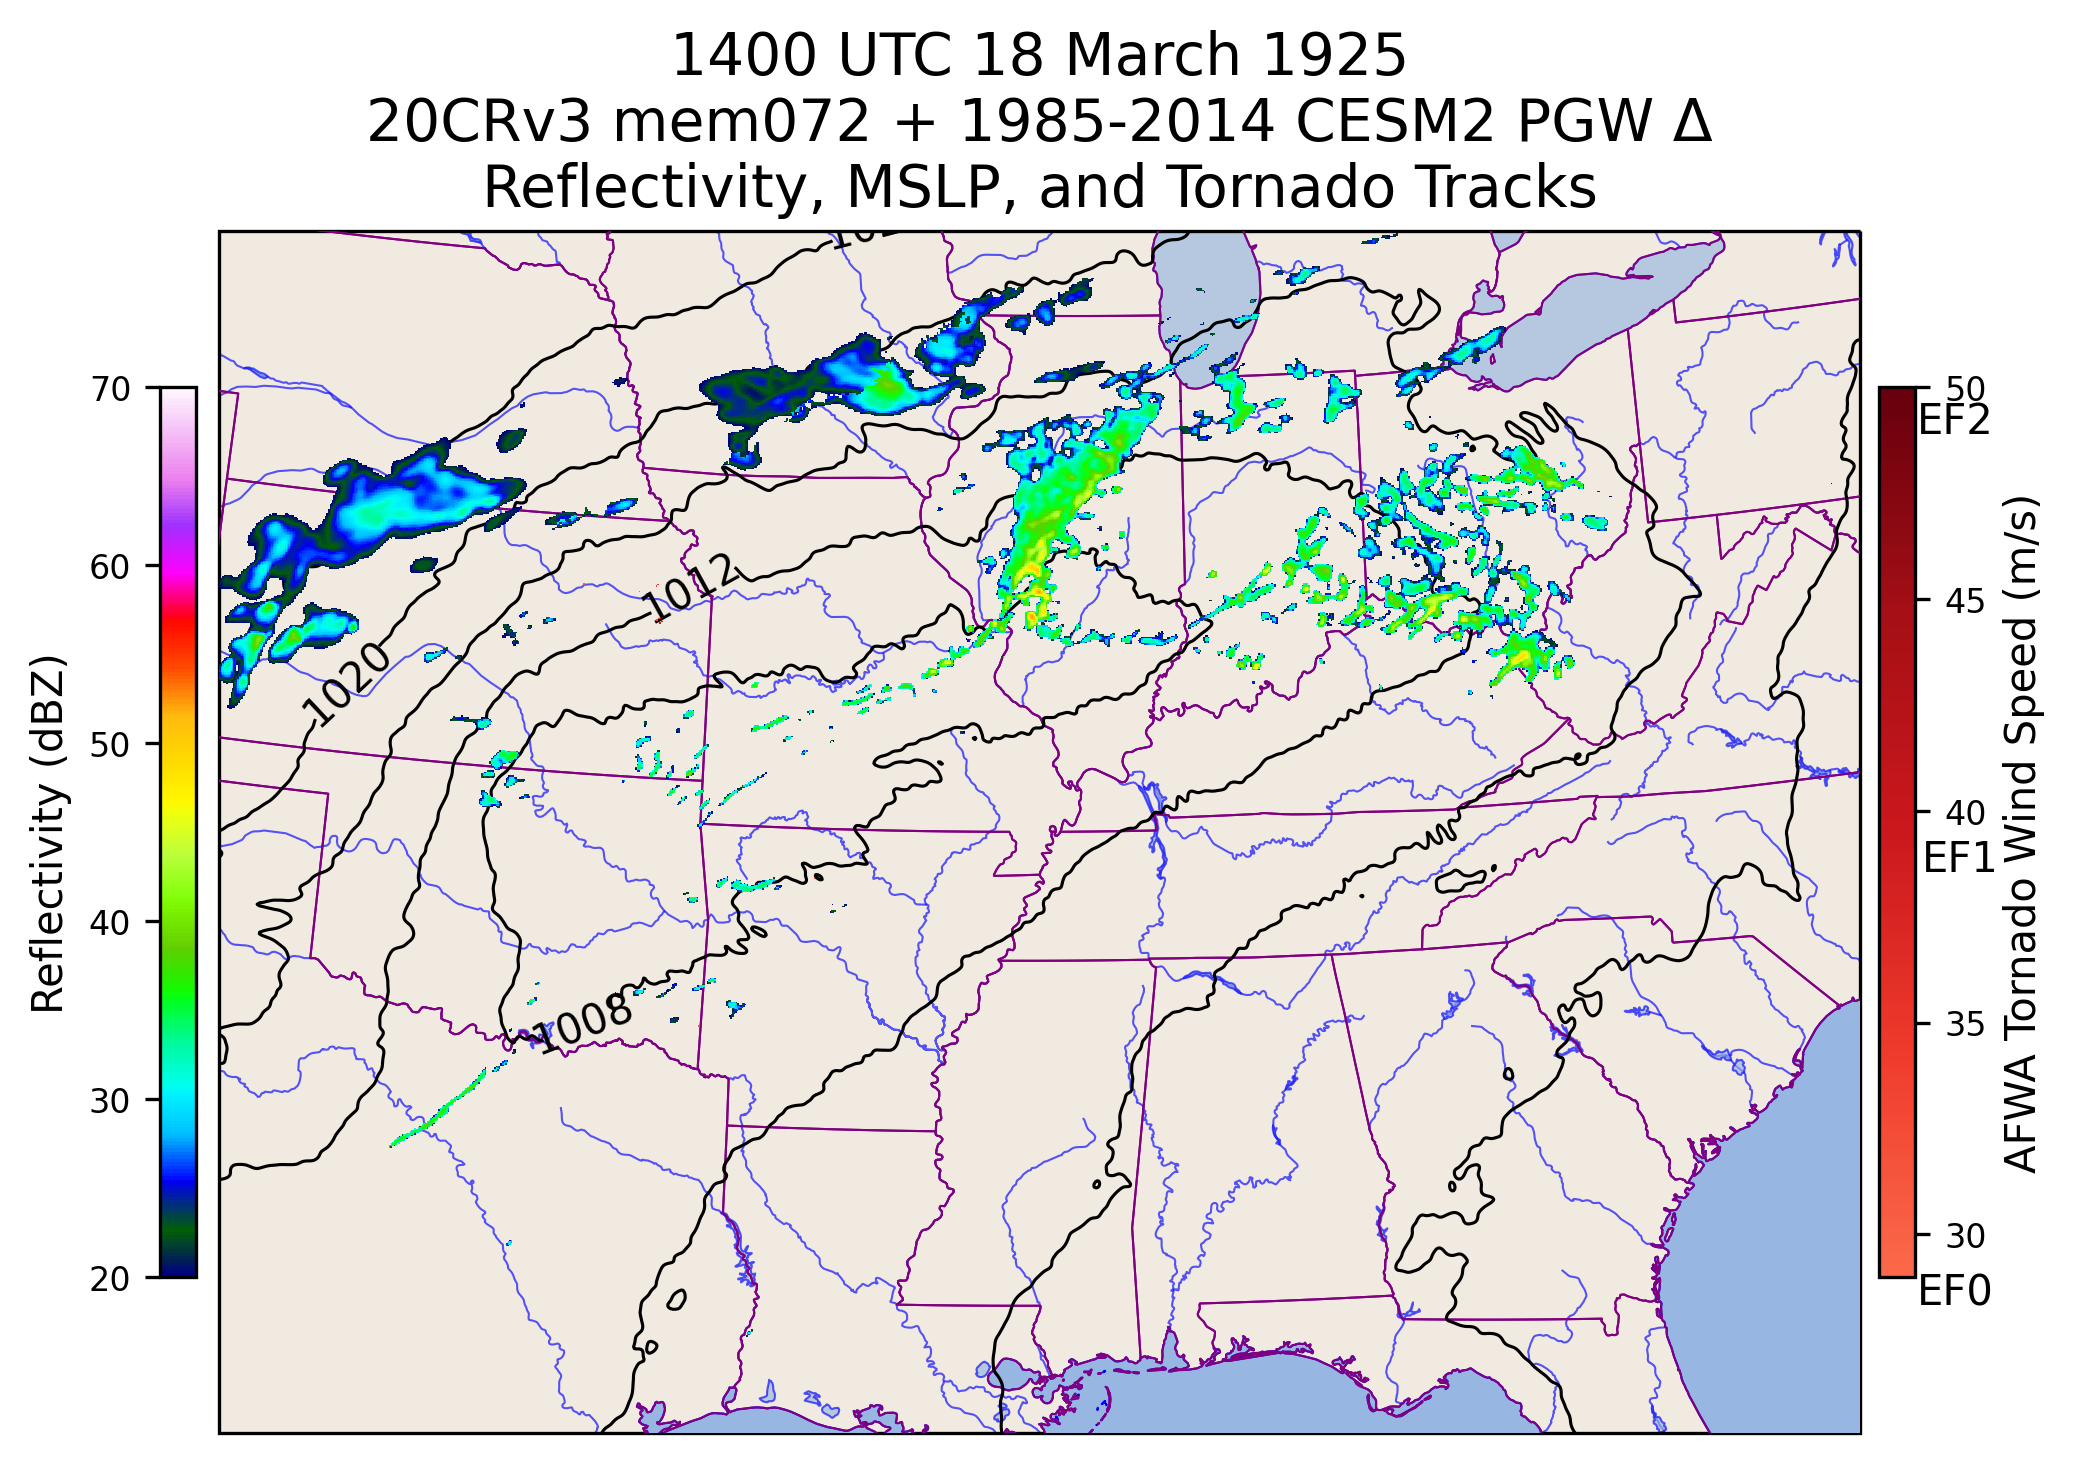 1400 UTC 18 March 1925
20CRv3 mem072 + 1985-2014 CESM2 PGW Δ
Reflectivity, MSLP, and Tornado Tracks
70
60
50
40
30
20
Reflectivity (dBZ)
1012
1020
1008
50
EF2
45
40
EF1
35
30
EF0
AFWA Tornado Wind Speed (m/s)